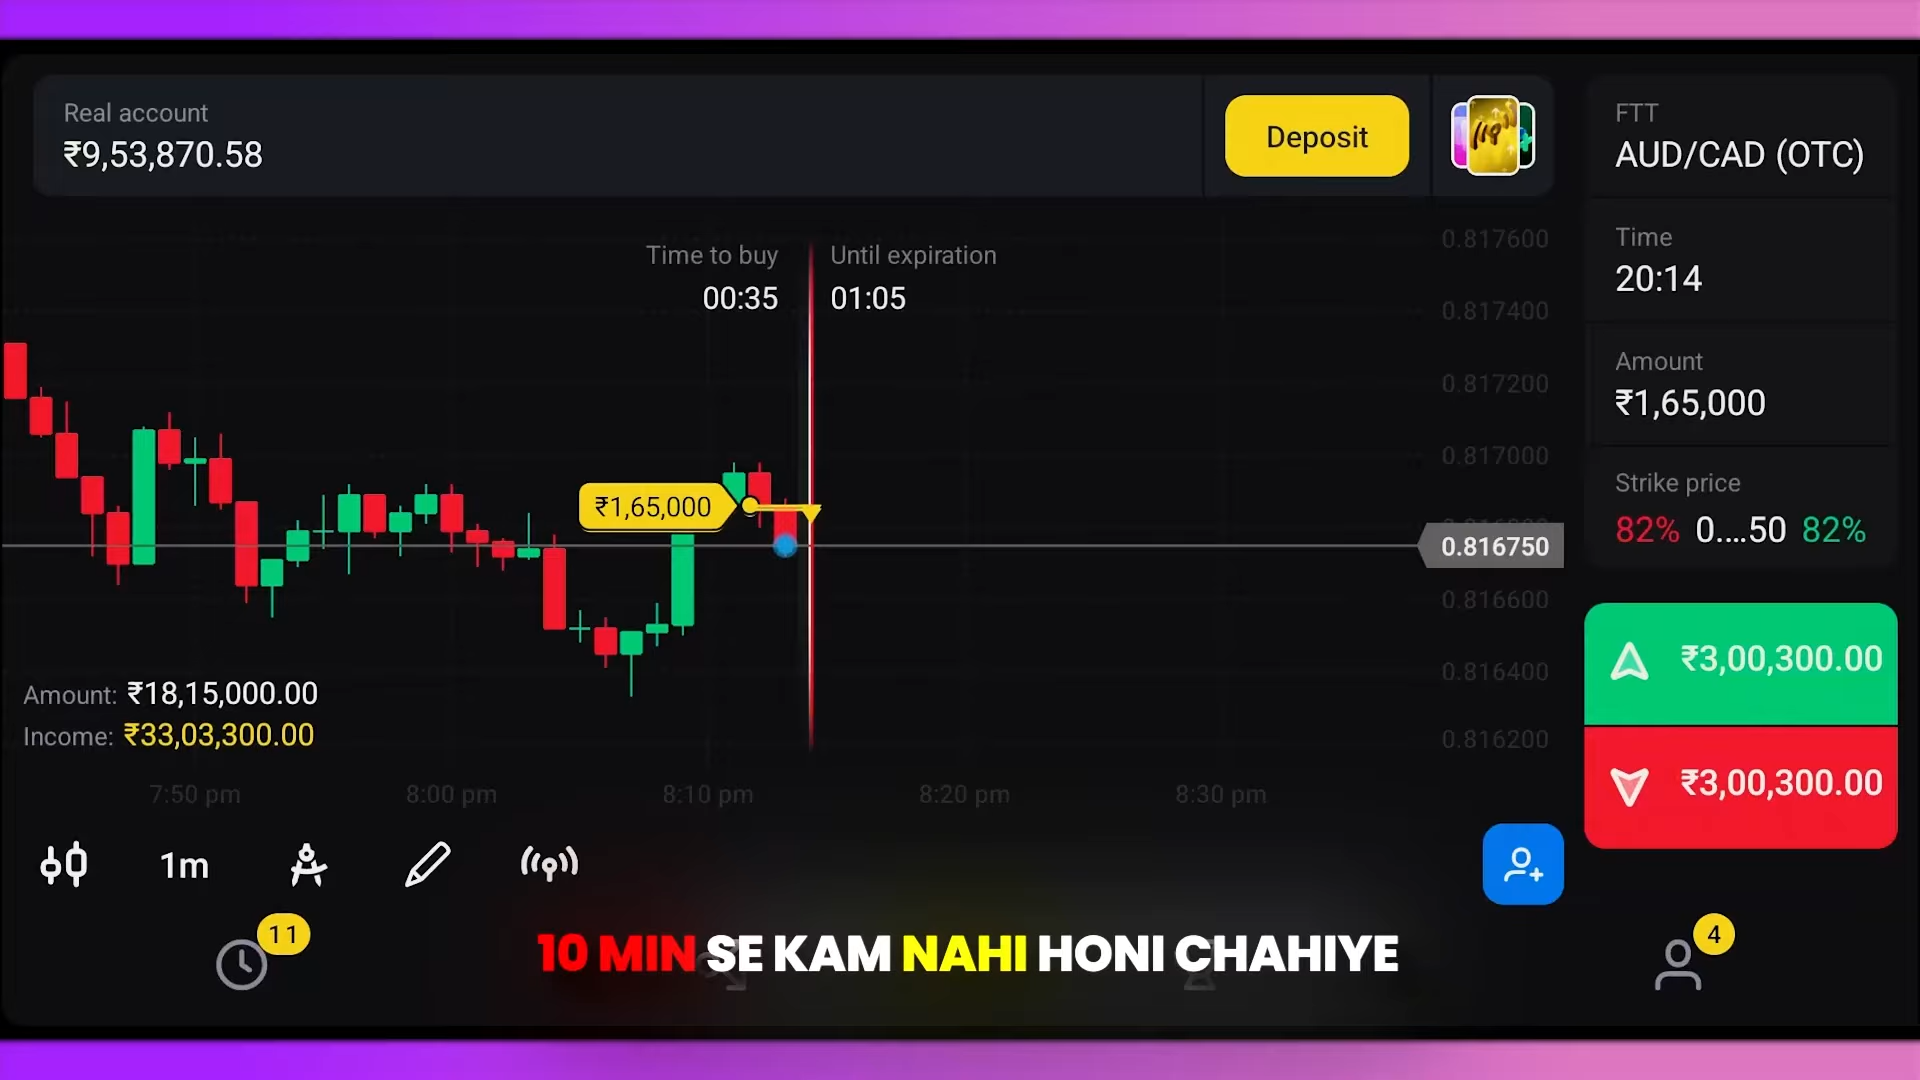 Real account
₹9,53,870.58
Deposit
FTT
AUD/CAD (OTC)
Time to buy
00:35
Until expiration
01:05
Time
20:14
Amount
₹1,65,000
Strike price
82% 0....50 82%
0.817600
0.817400
0.817200
0.817000
0.816750
0.816600
0.816400
0.816200
₹1,65,000
₹3,00,300.00
₹3,00,300.00
Amount: ₹18,15,000.00
Income: ₹33,03,300.00
7:50 pm
8:00 pm
8:10 pm
8:20 pm
8:30 pm
1m
11
10 MIN SE KAM NAHI HONI CHAHIYE
4